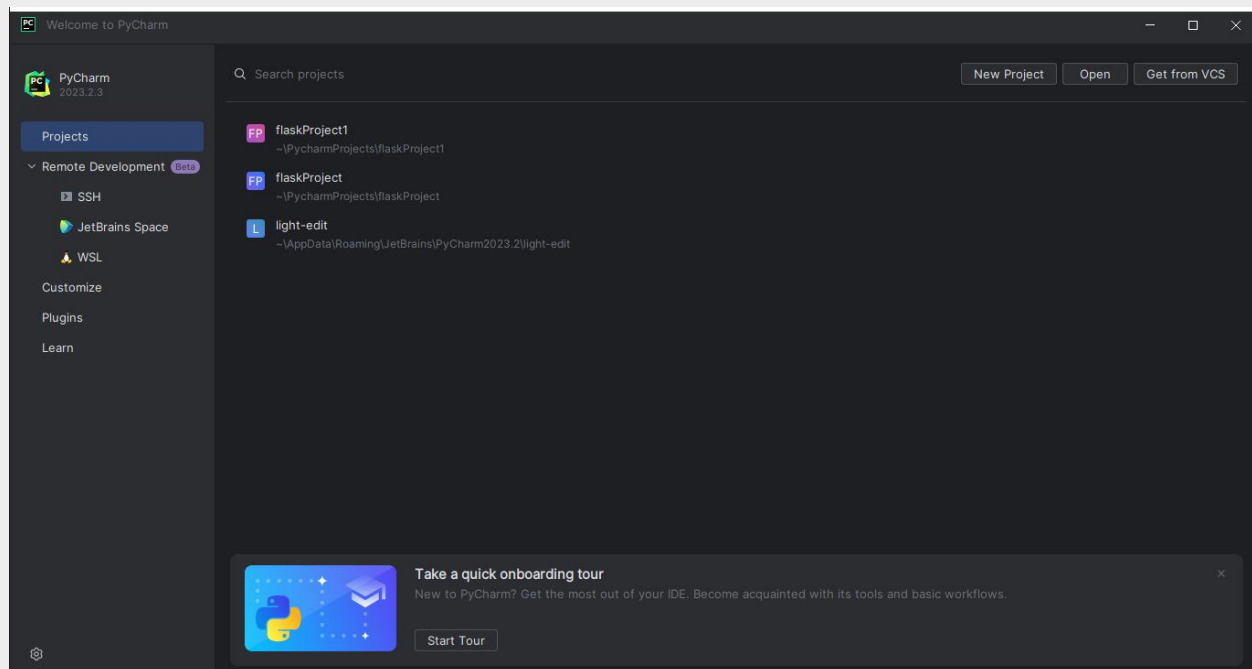 Welcome to PyCharm
PyCharm
2023.2.3
Projects
Remote Development Beta
SSH
JetBrains Space
WSL
Customize
Plugins
Learn
Search projects
New Project
Open
Get from VCS
FP flaskProject1
~\PycharmProjects\flaskProject1
FP flaskProject
~\PycharmProjects\flaskProject
L light-edit
~\AppData\Roaming\JetBrains\PyCharm2023.2\light-edit
Take a quick onboarding tour
New to PyCharm? Get the most out of your IDE. Become acquainted with its tools and basic workflows.
Start Tour